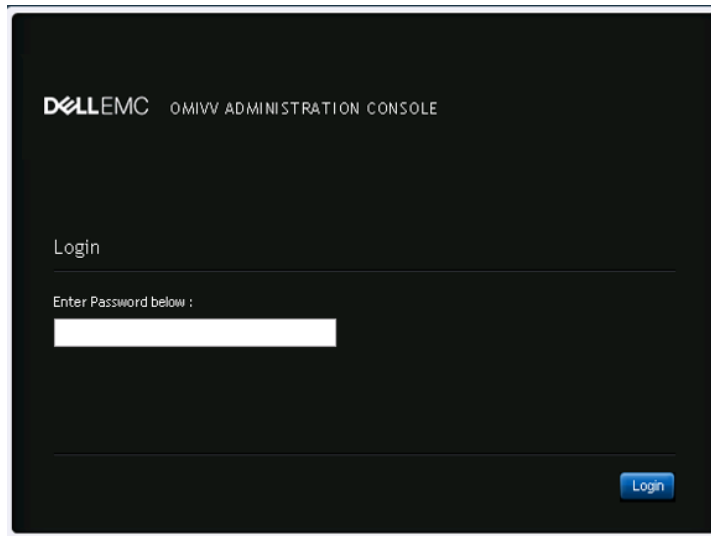 DELLEMC OMIVV ADMINISTRATION CONSOLE
Login
Enter Password below :
Login